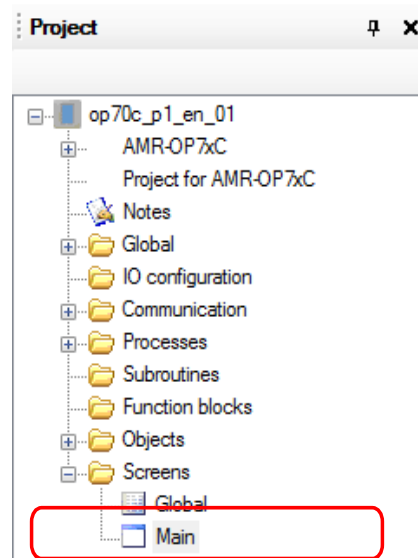 Project
op70c_p1_en_01
AMR-OP7xC
Project for AMR-OP7xC
Notes
Global
IO configuration
Communication
Processes
Subroutines
Function blocks
Objects
Screens
Global
Main